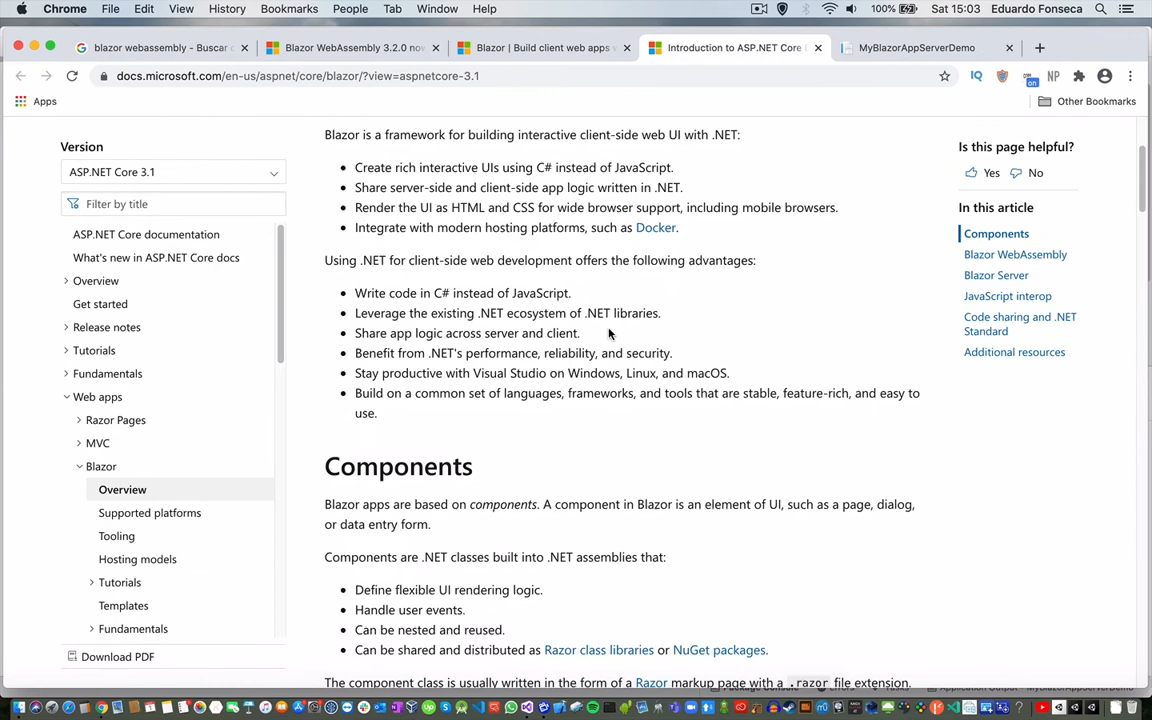 Chrome File Edit View History Bookmarks People Tab Window Help 100% Sat 15:03 Eduardo Fonseca
blazor webassembly - Buscar c
Blazor WebAssembly 3.2.0 now
Blazor | Build client web apps w
Introduction to ASP.NET Core B
MyBlazorAppServerDemo
docs.microsoft.com/en-us/aspnet/core/blazor/?view=aspnetcore-3.1
IQ
on
NP
Apps
Other Bookmarks
Version
ASP.NET Core 3.1
Filter by title
ASP.NET Core documentation
What's new in ASP.NET Core docs
Overview
Get started
Release notes
Tutorials
Fundamentals
Web apps
Razor Pages
MVC
Blazor
Overview
Supported platforms
Tooling
Hosting models
Tutorials
Templates
Fundamentals
Download PDF
Blazor is a framework for building interactive client-side web UI with .NET:
Create rich interactive UIs using C# instead of JavaScript.
Share server-side and client-side app logic written in .NET.
Render the UI as HTML and CSS for wide browser support, including mobile browsers.
Integrate with modern hosting platforms, such as Docker.
Using .NET for client-side web development offers the following advantages:
Write code in C# instead of JavaScript.
Leverage the existing .NET ecosystem of .NET libraries.
Share app logic across server and client.
Benefit from .NET's performance, reliability, and security.
Stay productive with Visual Studio on Windows, Linux, and macOS.
Build on a common set of languages, frameworks, and tools that are stable, feature-rich, and easy to
use.
Components
Blazor apps are based on components. A component in Blazor is an element of UI, such as a page, dialog,
or data entry form.
Components are .NET classes built into .NET assemblies that:
Define flexible UI rendering logic.
Handle user events.
Can be nested and reused.
Can be shared and distributed as Razor class libraries or NuGet packages.
The component class is usually written in the form of a Razor markup page with a .razor file extension.
Is this page helpful?
Yes No
In this article
Components
Blazor WebAssembly
Blazor Server
JavaScript interop
Code sharing and .NET
Standard
Additional resources